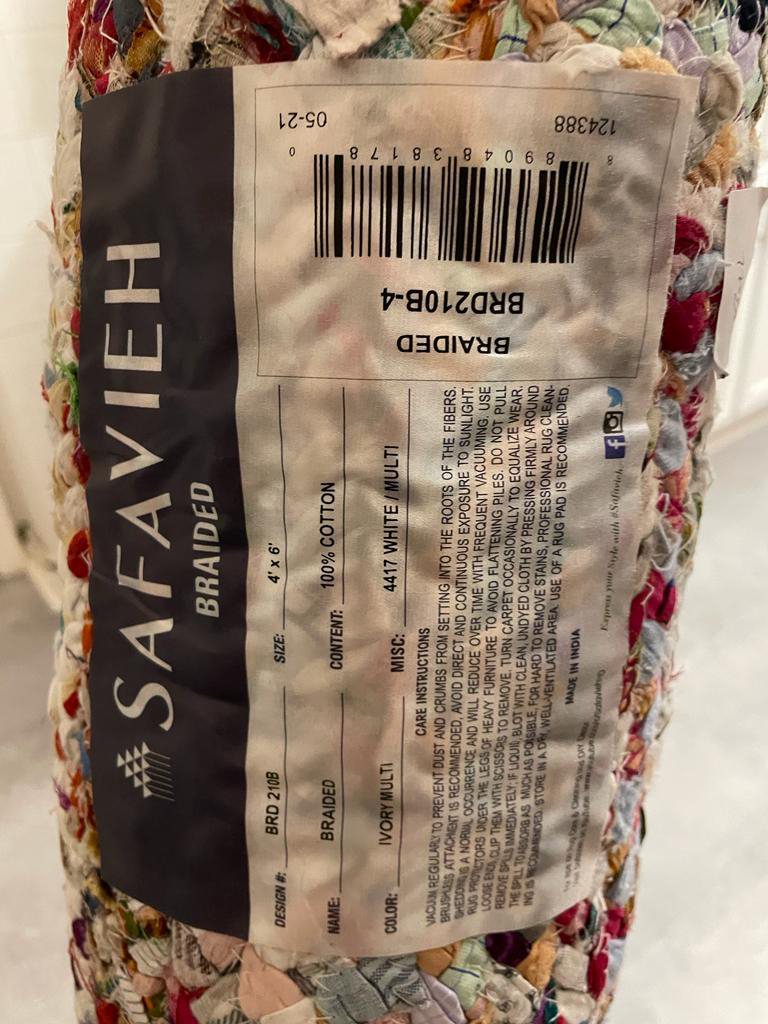 SAFAVIEH
BRAIDED
DESIGN #: BRD 210B SIZE: 4' x 6'
NAME: BRAIDED CONTENT: 100% COTTON
COLOR: IVORY MULTI MISC: 4417 WHITE / MULTI
CARE INSTRUCTIONS
VACUUM REGULARLY TO PREVENT DUST AND CRUMBS FROM SETTING INTO THE ROOTS OF THE FIBERS.
BRUSHLESS ATTACHMENT IS RECOMMENDED, AVOID DIRECT AND CONTINUOUS EXPOSURE TO SUNLIGHT.
SHEDDING IS A NORMAL OCCURRENCE AND WILL REDUCE OVER TIME WITH FREQUENT VACUUMING. USE
RUG PROTECTORS UNDER THE LEGS OF HEAVY FURNITURE TO AVOID FLATTENING PILES. DO NOT PULL
LOOSE ENDS, CLIP THEM WITH SCISSORS TO REMOVE. TURN CARPET OCCASIONALLY TO EQUALIZE WEAR.
REMOVE SPILLS IMMEDIATELY; IF LIQUID, BLOT WITH CLEAN, UNDYED CLOTH BY PRESSING FIRMLY AROUND
THE SPILL TO ABSORB AS MUCH AS POSSIBLE. FOR HARD TO REMOVE STAINS, PROFESSIONAL RUG CLEAN-
ING IS RECOMMENDED. STORE IN A DRY, WELL-VENTILATED AREA. USE OF A RUG PAD IS RECOMMENDED.
MADE IN INDIA
Express your Style with #Safavieh
BRAIDED
BRD210B-4
8 89048 38178 0
124388 05-21